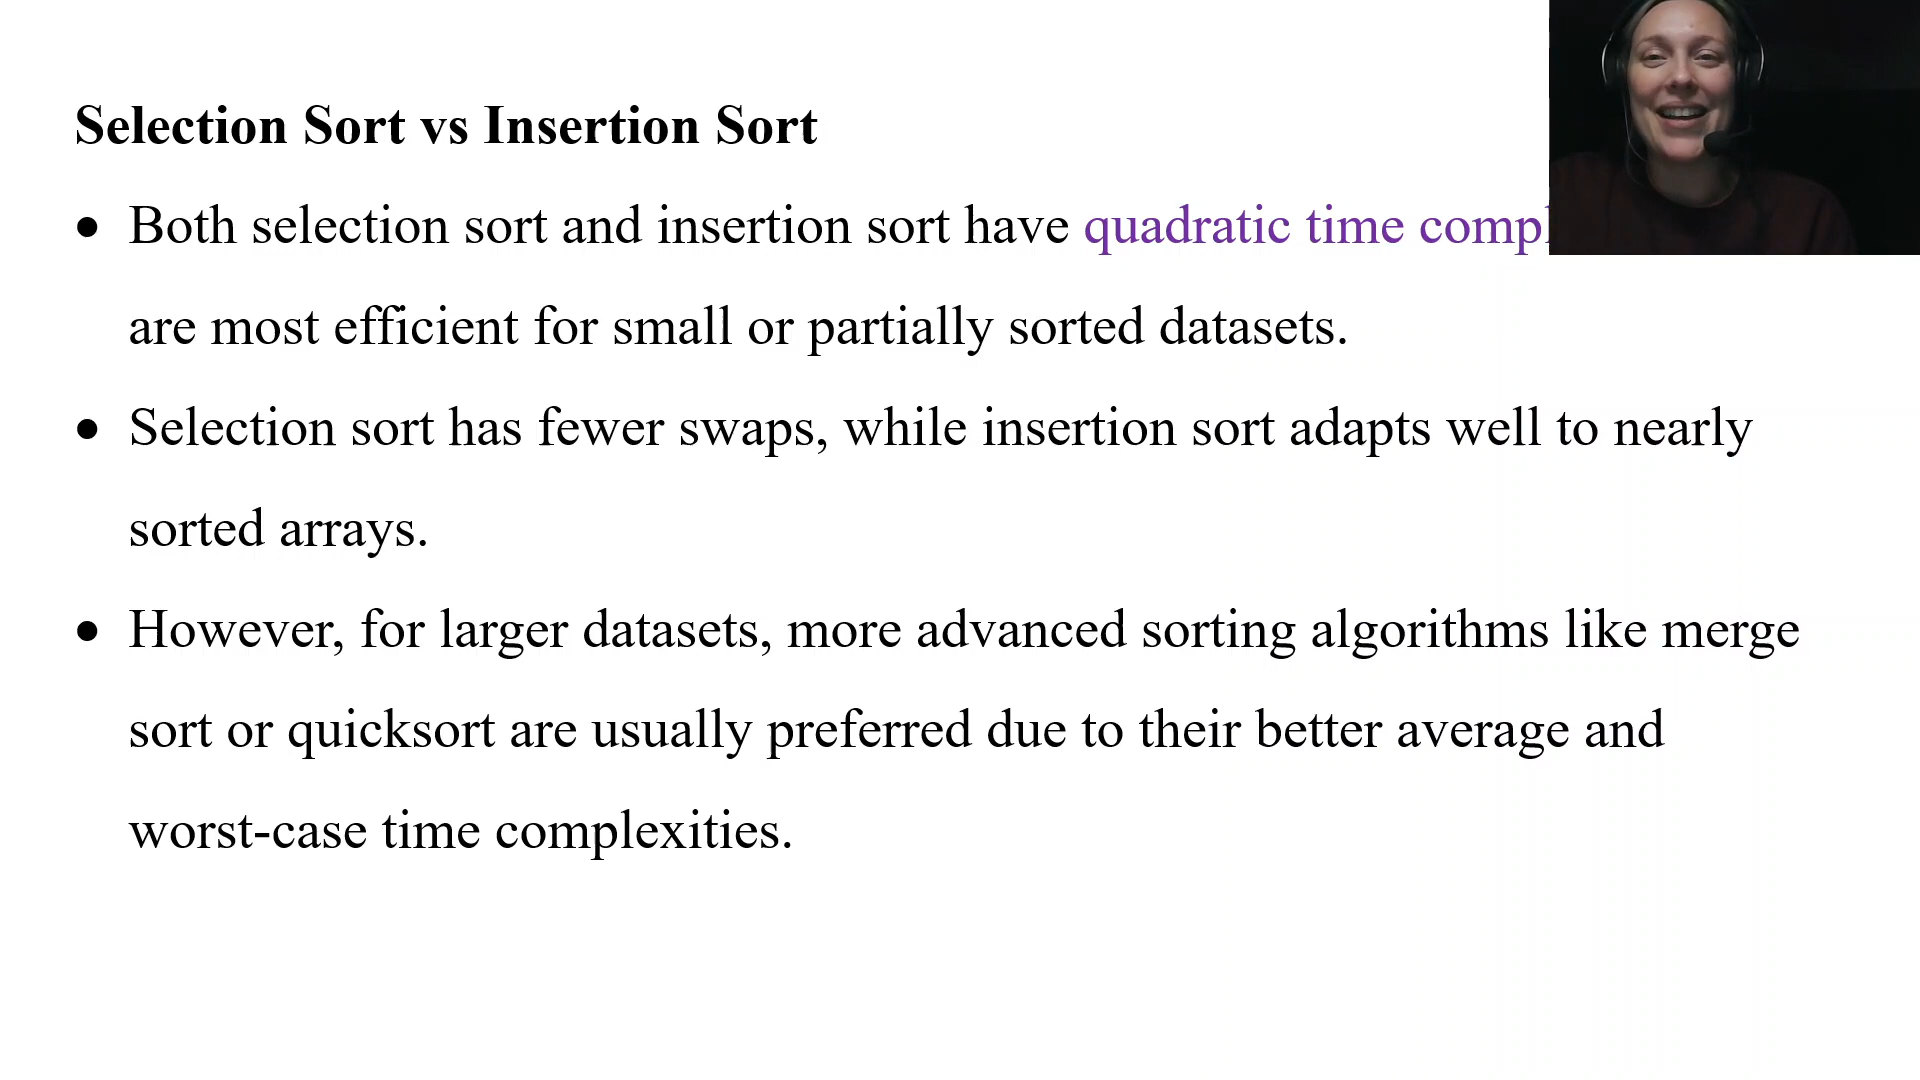 Selection Sort vs Insertion Sort
• Both selection sort and insertion sort have quadratic time
are most efficient for small or partially sorted datasets.
• Selection sort has fewer swaps, while insertion sort adapts well to nearly
sorted arrays.
• However, for larger datasets, more advanced sorting algorithms like merge
sort or quicksort are usually preferred due to their better average and
worst-case time complexities.